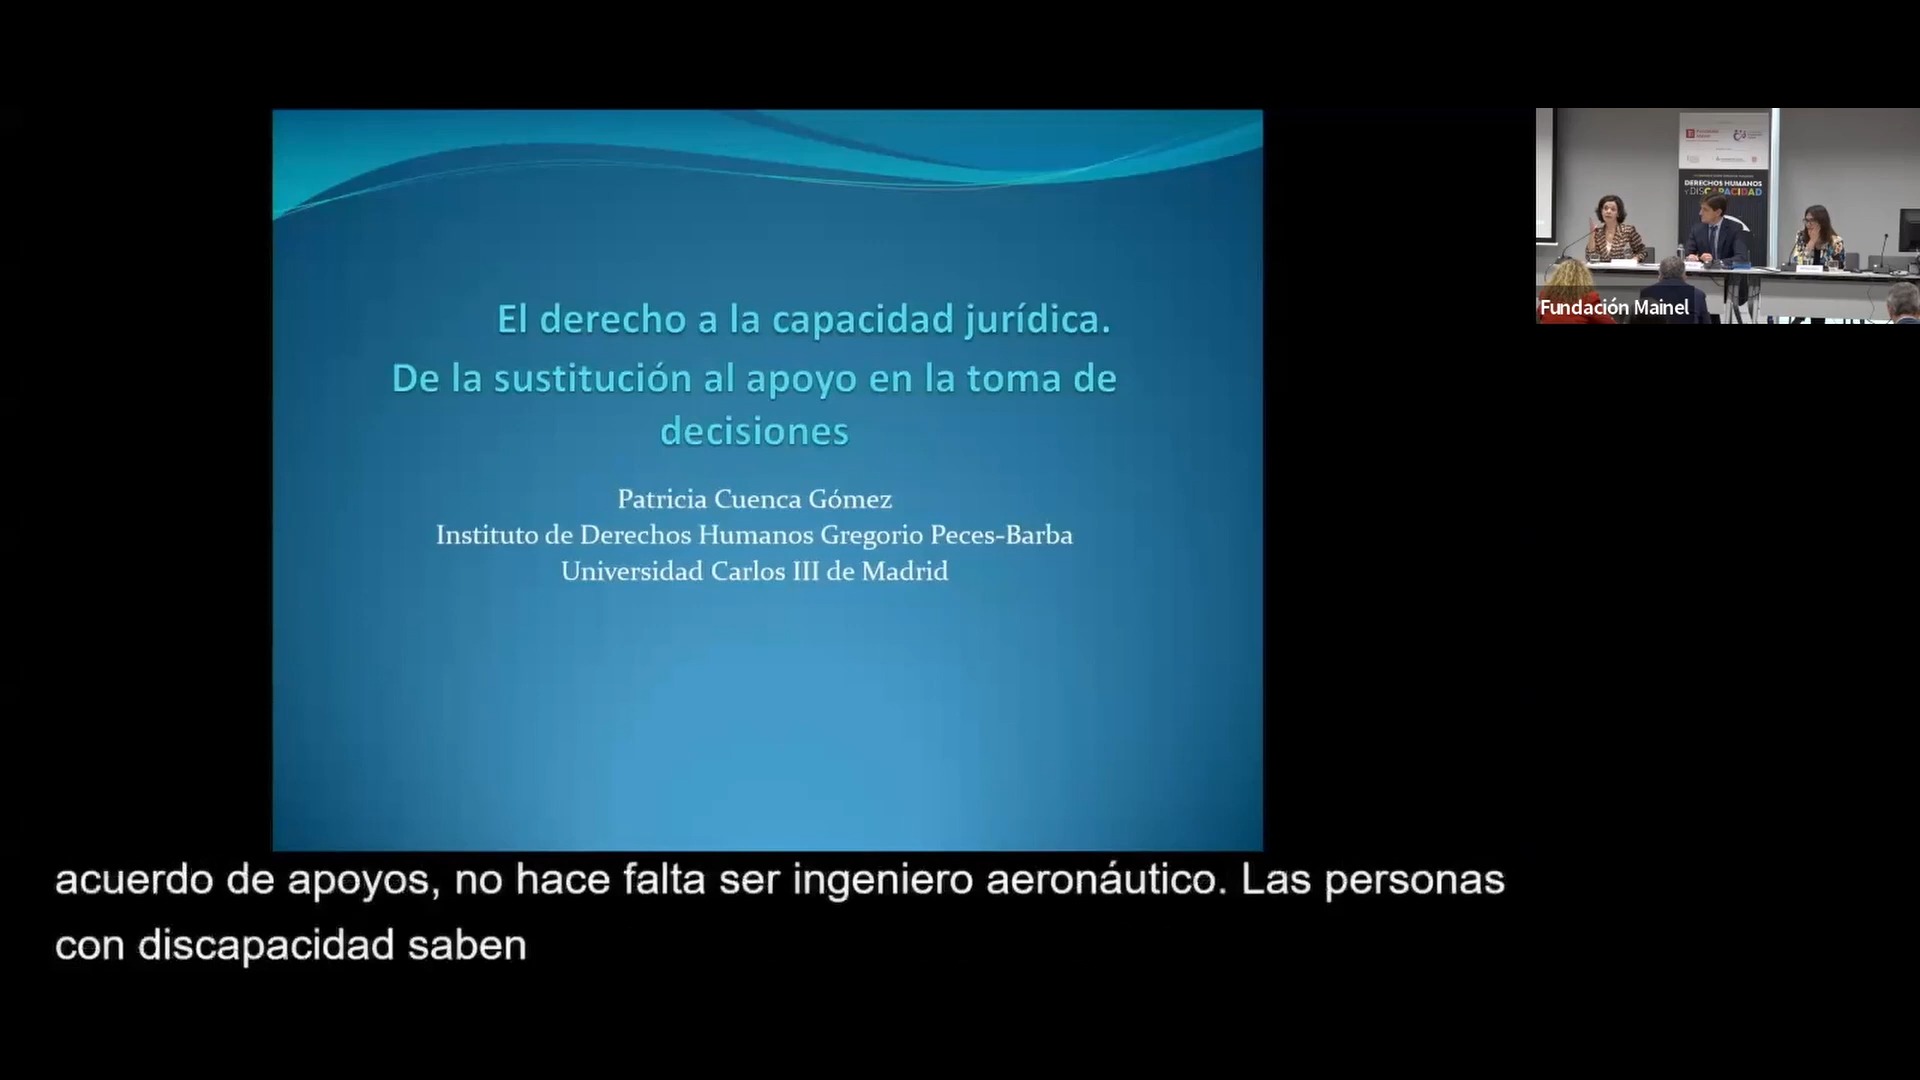 El derecho a la capacidad jurídica.
De la sustitución al apoyo en la toma de
decisiones
Patricia Cuenca Gómez
Instituto de Derechos Humanos Gregorio Peces-Barba
Universidad Carlos III de Madrid
DERECHOS HUMANOS
Y DISCAPACIDAD
Fundación Mainel
acuerdo de apoyos, no hace falta ser ingeniero aeronáutico. Las personas
con discapacidad saben